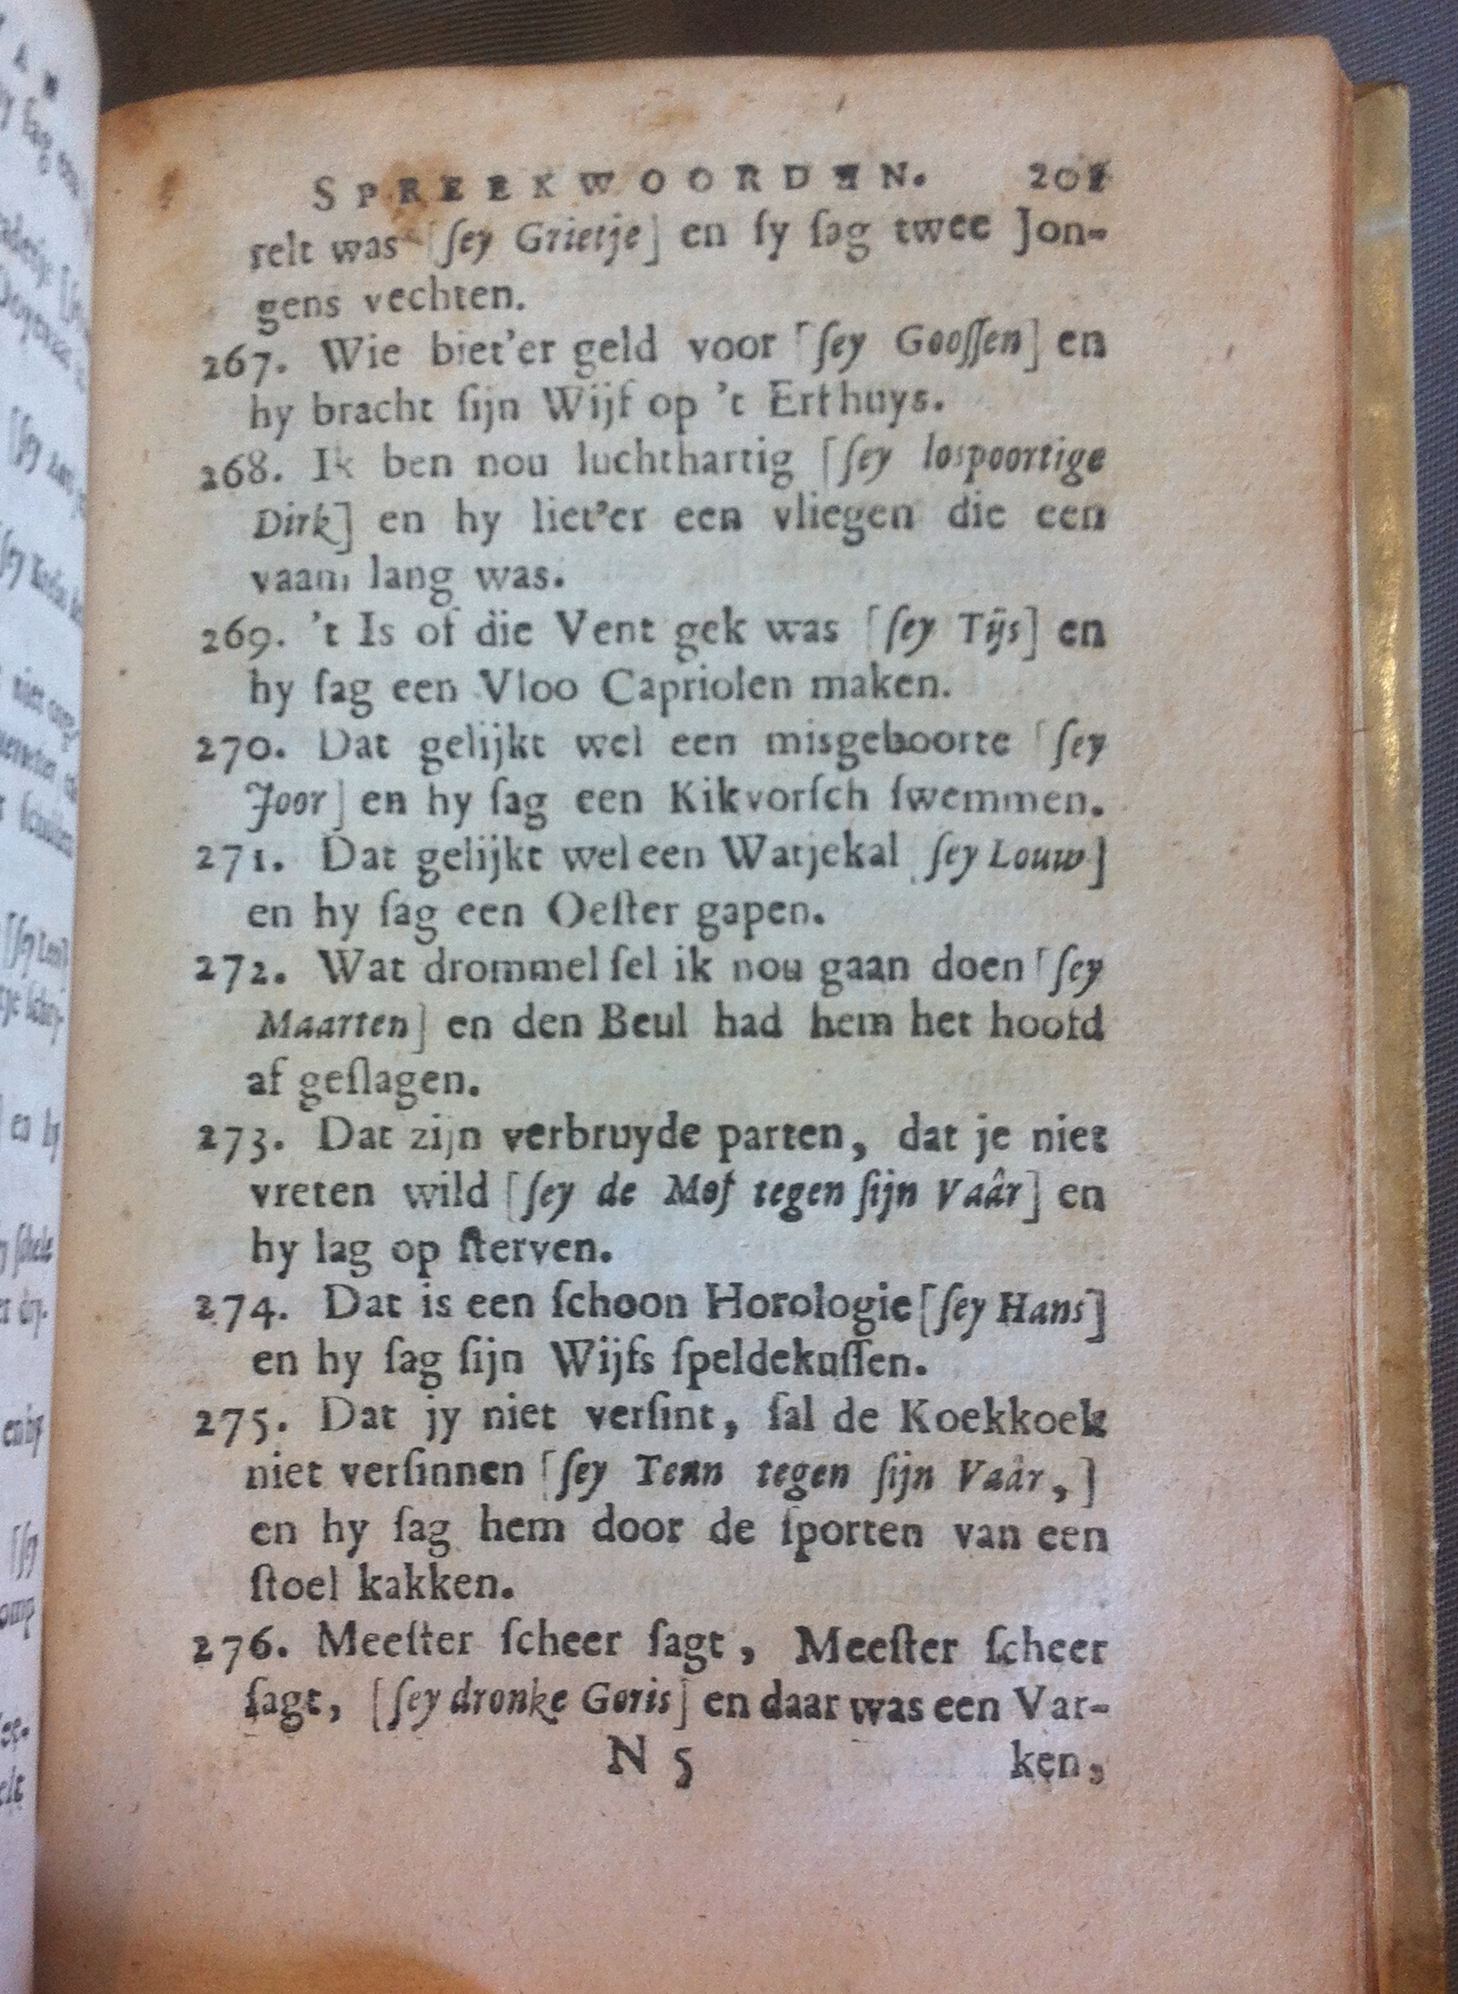 SPREEKWOORDEN. 201
relt was [ſey Grietje] en ſy ſag twee Jon-
gens vechten.
267. Wie biet'er geld voor [ſey Gooſſen] en
hy bracht ſijn Wijf op 't Erthuys.
268. Ik ben nou luchthartig [ſey lospoortige
Dirk] en hy liet'er een vliegen die een
vaam lang was.
269. 't Is of die Vent gek was [ſey Tijs] en
hy ſag een Vloo Capriolen maken.
270. Dat gelijkt wel een misgeboorte [ſey
Joor] en hy ſag een Kikvorſch ſwemmen.
271. Dat gelijkt wel een Watjekal [ſey Louw]
en hy ſag een Oeſter gapen.
272. Wat drommel ſel ik nou gaan doen [ſey
Maarten] en den Beul had hem het hoofd
af geſlagen.
273. Dat zijn verbruyde parten, dat je niet
vreten wild [ſey de Mof tegen ſijn Vaâr] en
hy lag op ſterven.
274. Dat is een ſchoon Horologie [ſey Hans]
en hy ſag ſijn Wijfs ſpeldekuſſen.
275. Dat jy niet verſint, ſal de Koekkoek
niet verſinnen [ſey Teun tegen ſijn Vaâr,]
en hy ſag hem door de ſporten van een
ſtoel kakken.
276. Meeſter ſcheer ſagt, Meeſter ſcheer
ſagt, [ſey dronke Goris] en daar was een Var-
N 5 ken,